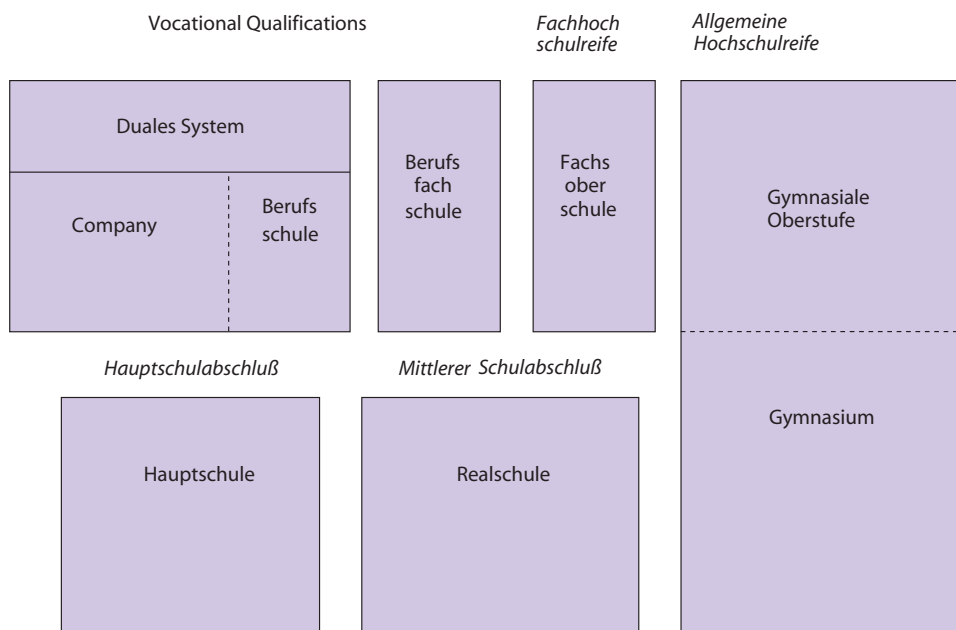 Vocational Qualifications
Fachhoch
schulreife
Allgemeine
Hochschulreife
Duales System
Company
Berufs
schule
Berufs
fach
schule
Fachs
ober
schule
Gymnasiale
Oberstufe
Hauptschulabschluß
Mittlerer Schulabschluß
Hauptschule
Realschule
Gymnasium